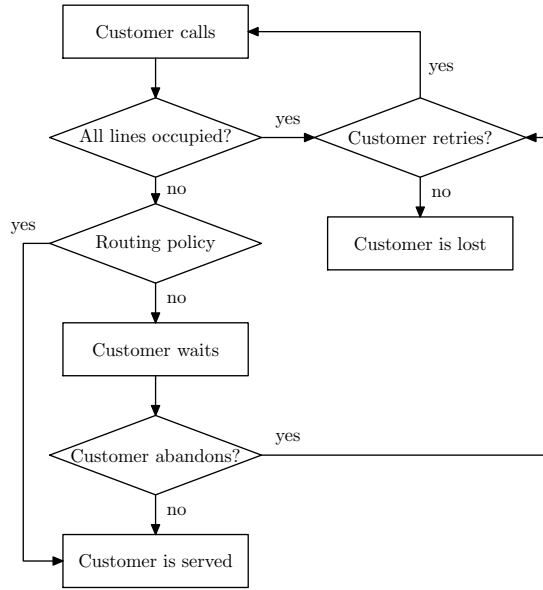 Customer calls
yes
All lines occupied?
yes
Customer retries?
no
no
yes
Routing policy
Customer is lost
no
Customer waits
yes
Customer abandons?
no
Customer is served